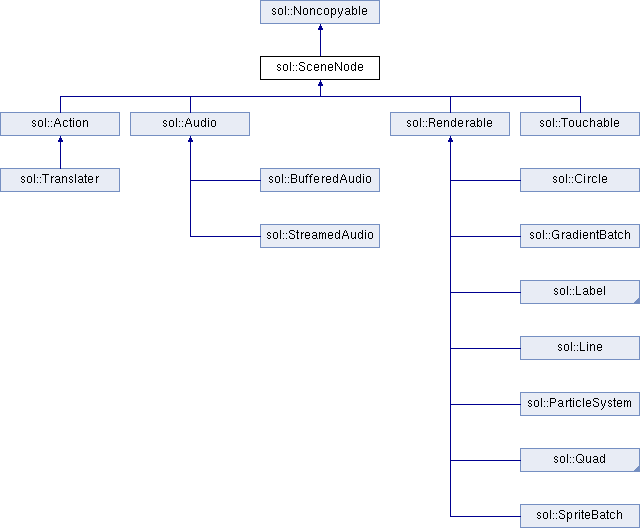 sol::Noncopyable
sol::SceneNode
sol::Action
sol::Audio
sol::Renderable
sol::Touchable
sol::Translater
sol::BufferedAudio
sol::Circle
sol::StreamedAudio
sol::GradientBatch
sol::Label
sol::Line
sol::ParticleSystem
sol::Quad
sol::SpriteBatch